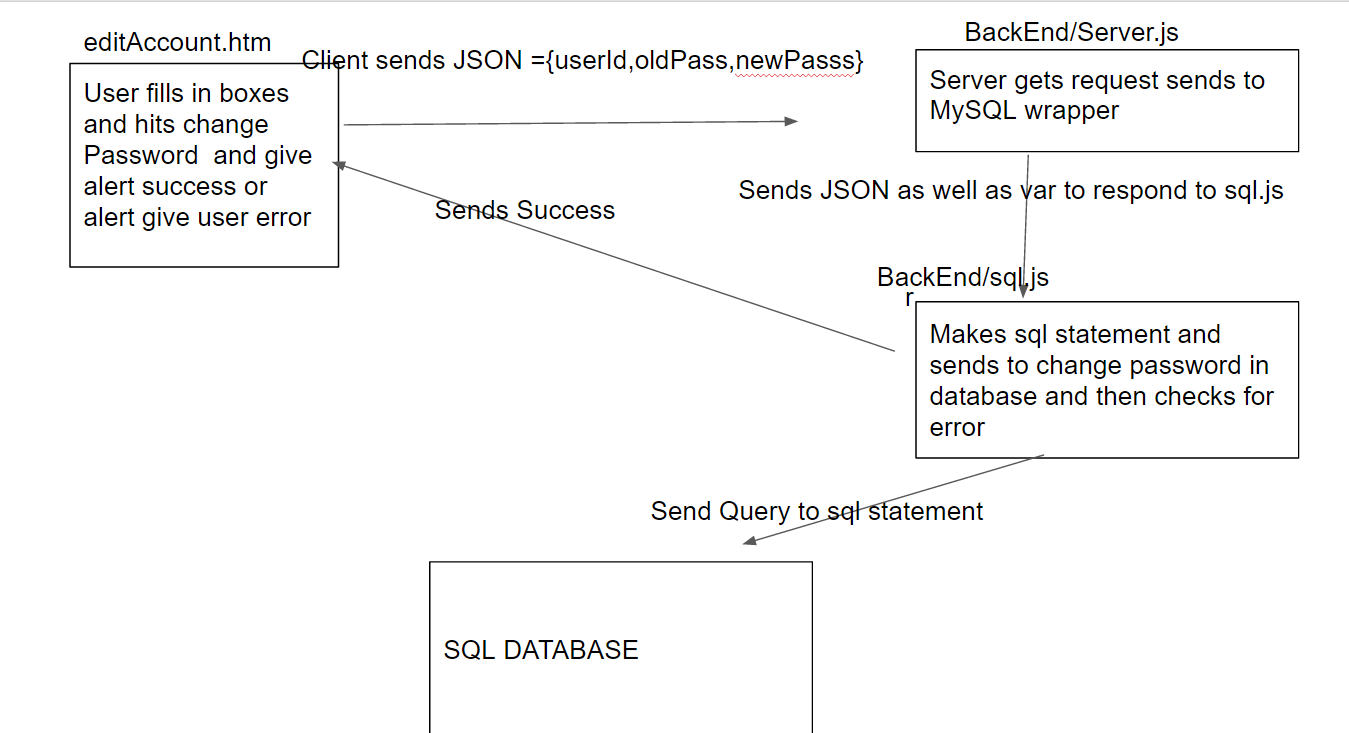 editAccount.htm
Client sends JSON ={userId,oldPass,newPasss}
BackEnd/Server.js
User fills in boxes
and hits change
Password  and give
alert success or
alert give user error
Server gets request sends to
MySQL wrapper
Sends JSON as well as var to respond to sql.js
Sends Success
BackEnd/sql.js
r
Makes sql statement and
sends to change password in
database and then checks for
error
Send Query to sql statement
SQL DATABASE